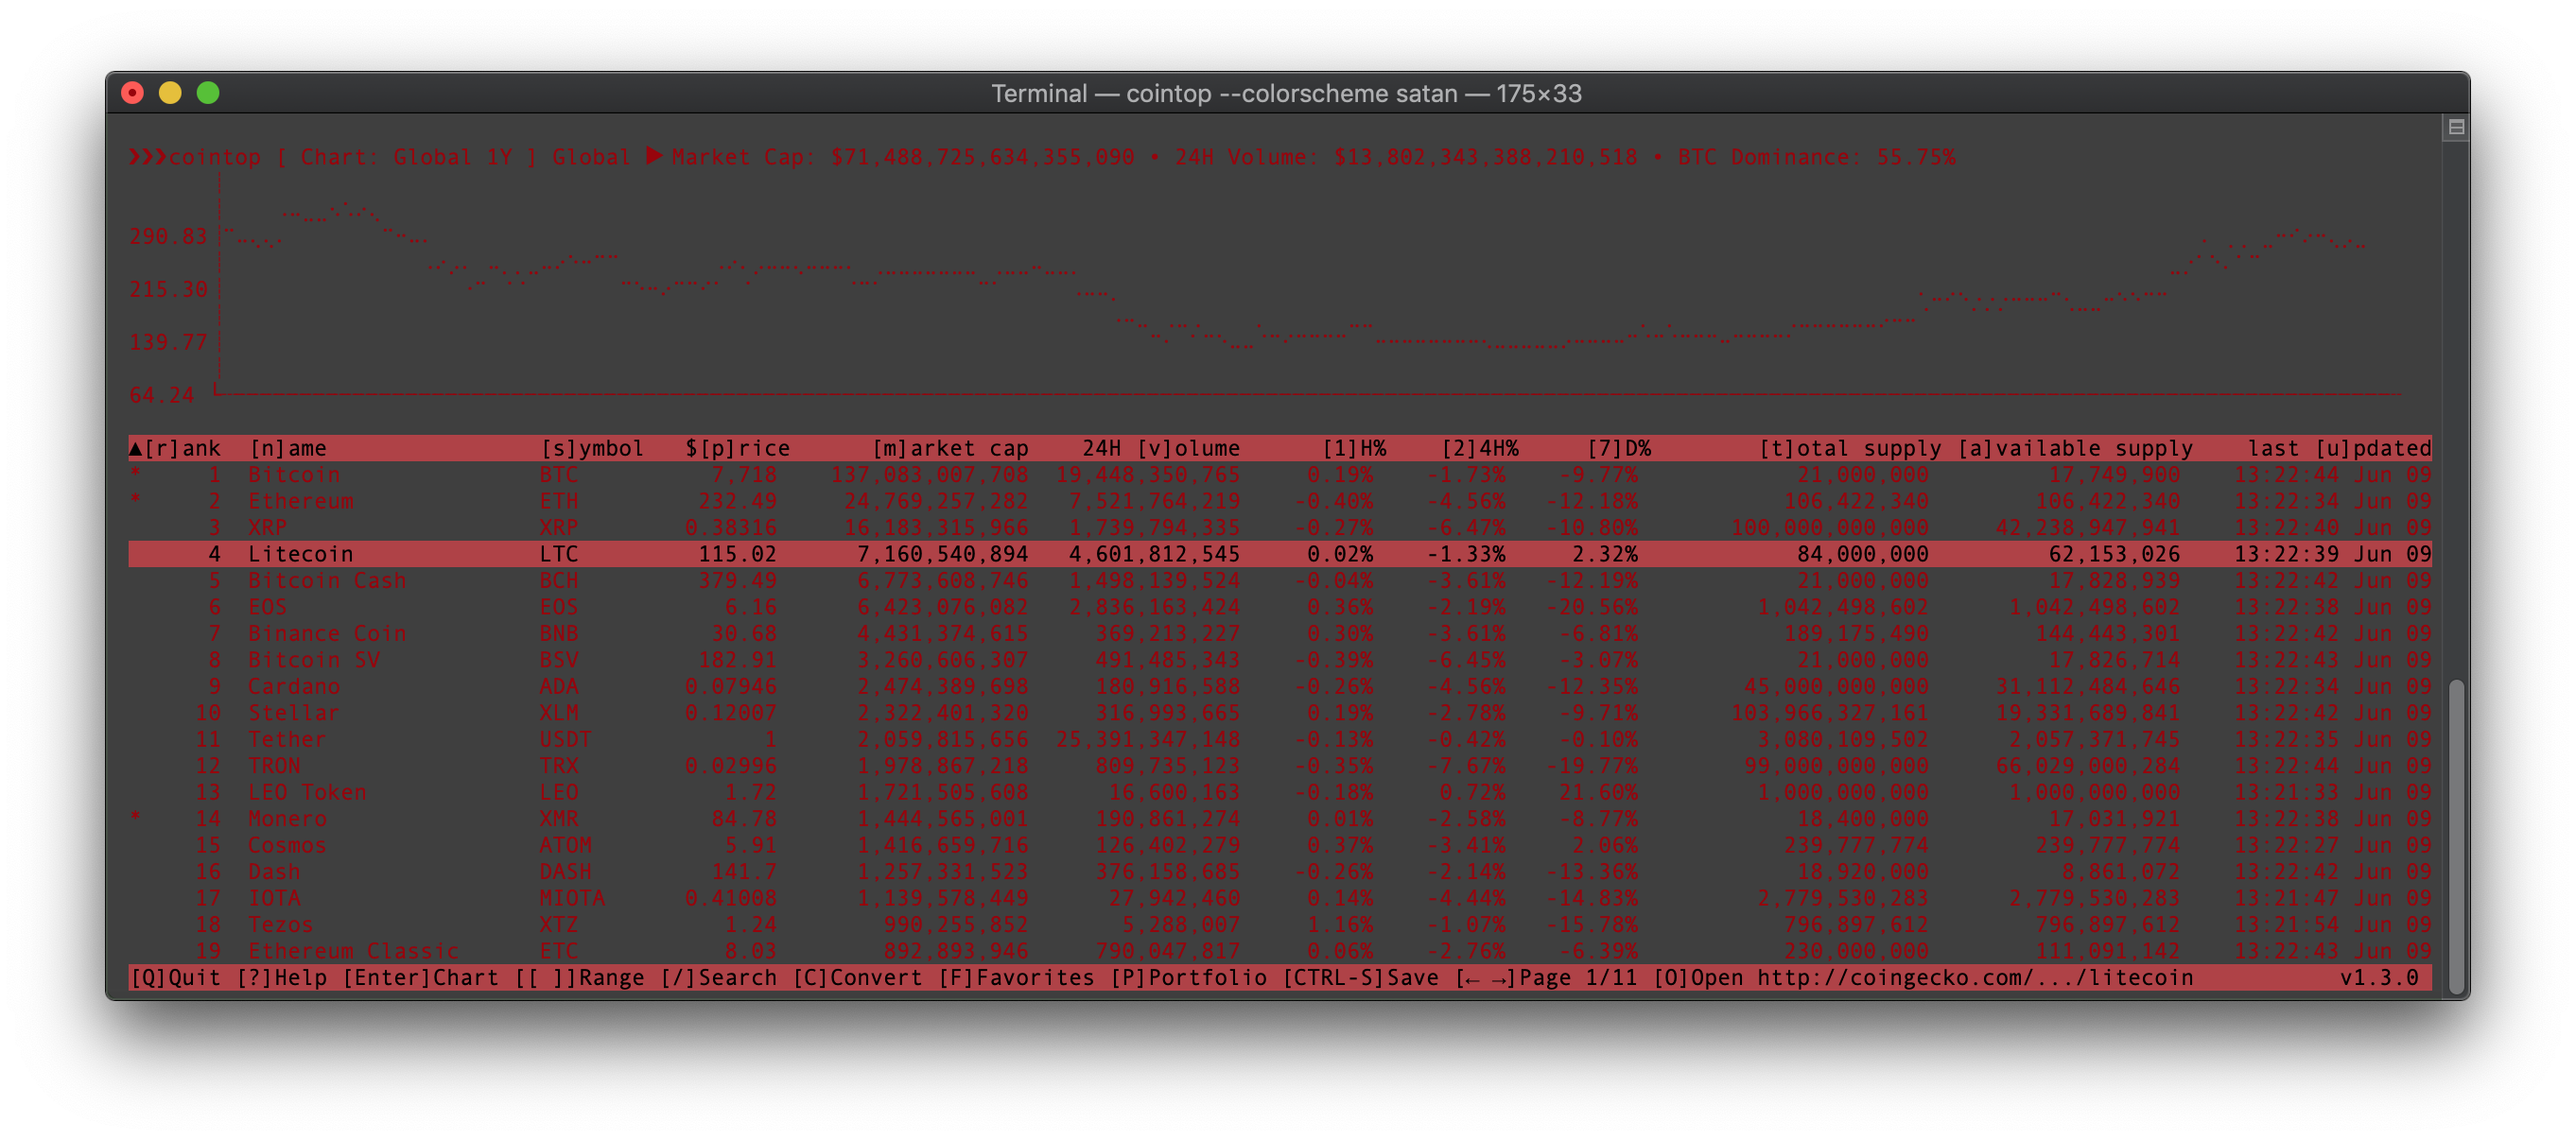 Terminal — cointop --colorscheme satan — 175×33
❯❯❯cointop [ Chart: Global 1Y ] Global ▶ Market Cap: $71,488,725,634,355,090 • 24H Volume: $13,802,343,388,210,518 • BTC Dominance: 55.75%
290.83
215.30
139.77
64.24
▲[r]ank [n]ame [s]ymbol $[p]rice [m]arket cap 24H [v]olume [1]H% [2]4H% [7]D% [t]otal supply [a]vailable supply last [u]pdated
* 1 Bitcoin BTC 7,718 137,083,007,708 19,448,350,765 0.19% -1.73% -9.77% 21,000,000 17,749,900 13:22:44 Jun 09
* 2 Ethereum ETH 232.49 24,769,257,282 7,521,764,219 -0.40% -4.56% -12.18% 106,422,340 106,422,340 13:22:34 Jun 09
3 XRP XRP 0.38316 16,183,315,966 1,739,794,335 -0.27% -6.47% -10.80% 100,000,000,000 42,238,947,941 13:22:40 Jun 09
4 Litecoin LTC 115.02 7,160,540,894 4,601,812,545 0.02% -1.33% 2.32% 84,000,000 62,153,026 13:22:39 Jun 09
5 Bitcoin Cash BCH 379.49 6,773,608,746 1,498,139,524 -0.04% -3.61% -12.19% 21,000,000 17,828,939 13:22:42 Jun 09
6 EOS EOS 6.16 6,423,076,082 2,836,163,424 0.36% -2.19% -20.56% 1,042,498,602 1,042,498,602 13:22:38 Jun 09
7 Binance Coin BNB 30.68 4,431,374,615 369,213,227 0.30% -3.61% -6.81% 189,175,490 144,443,301 13:22:42 Jun 09
8 Bitcoin SV BSV 182.91 3,260,606,307 491,485,343 -0.39% -6.45% -3.07% 21,000,000 17,826,714 13:22:43 Jun 09
9 Cardano ADA 0.07946 2,474,389,698 180,916,588 -0.26% -4.56% -12.35% 45,000,000,000 31,112,484,646 13:22:34 Jun 09
10 Stellar XLM 0.12007 2,322,401,320 316,993,665 0.19% -2.78% -9.71% 103,966,327,161 19,331,689,841 13:22:42 Jun 09
11 Tether USDT 1 2,059,815,656 25,391,347,148 -0.13% -0.42% -0.10% 3,080,109,502 2,057,371,745 13:22:35 Jun 09
12 TRON TRX 0.02996 1,978,867,218 809,735,123 -0.35% -7.67% -19.77% 99,000,000,000 66,029,000,284 13:22:44 Jun 09
13 LEO Token LEO 1.72 1,721,505,608 16,600,163 -0.18% 0.72% 21.60% 1,000,000,000 1,000,000,000 13:21:33 Jun 09
* 14 Monero XMR 84.78 1,444,565,001 190,861,274 0.01% -2.58% -8.77% 18,400,000 17,031,921 13:22:38 Jun 09
15 Cosmos ATOM 5.91 1,416,659,716 126,402,279 0.37% -3.41% 2.06% 239,777,774 239,777,774 13:22:27 Jun 09
16 Dash DASH 141.7 1,257,331,523 376,158,685 -0.26% -2.14% -13.36% 18,920,000 8,861,072 13:22:42 Jun 09
17 IOTA MIOTA 0.41008 1,139,578,449 27,942,460 0.14% -4.44% -14.83% 2,779,530,283 2,779,530,283 13:21:47 Jun 09
18 Tezos XTZ 1.24 990,255,852 5,288,007 1.16% -1.07% -15.78% 796,897,612 796,897,612 13:21:54 Jun 09
19 Ethereum Classic ETC 8.03 892,893,946 790,047,817 0.06% -2.76% -6.39% 230,000,000 111,091,142 13:22:43 Jun 09
[Q]Quit [?]Help [Enter]Chart [[ ]]Range [/]Search [C]Convert [F]Favorites [P]Portfolio [CTRL-S]Save [← →]Page 1/11 [O]Open http://coingecko.com/.../litecoin v1.3.0